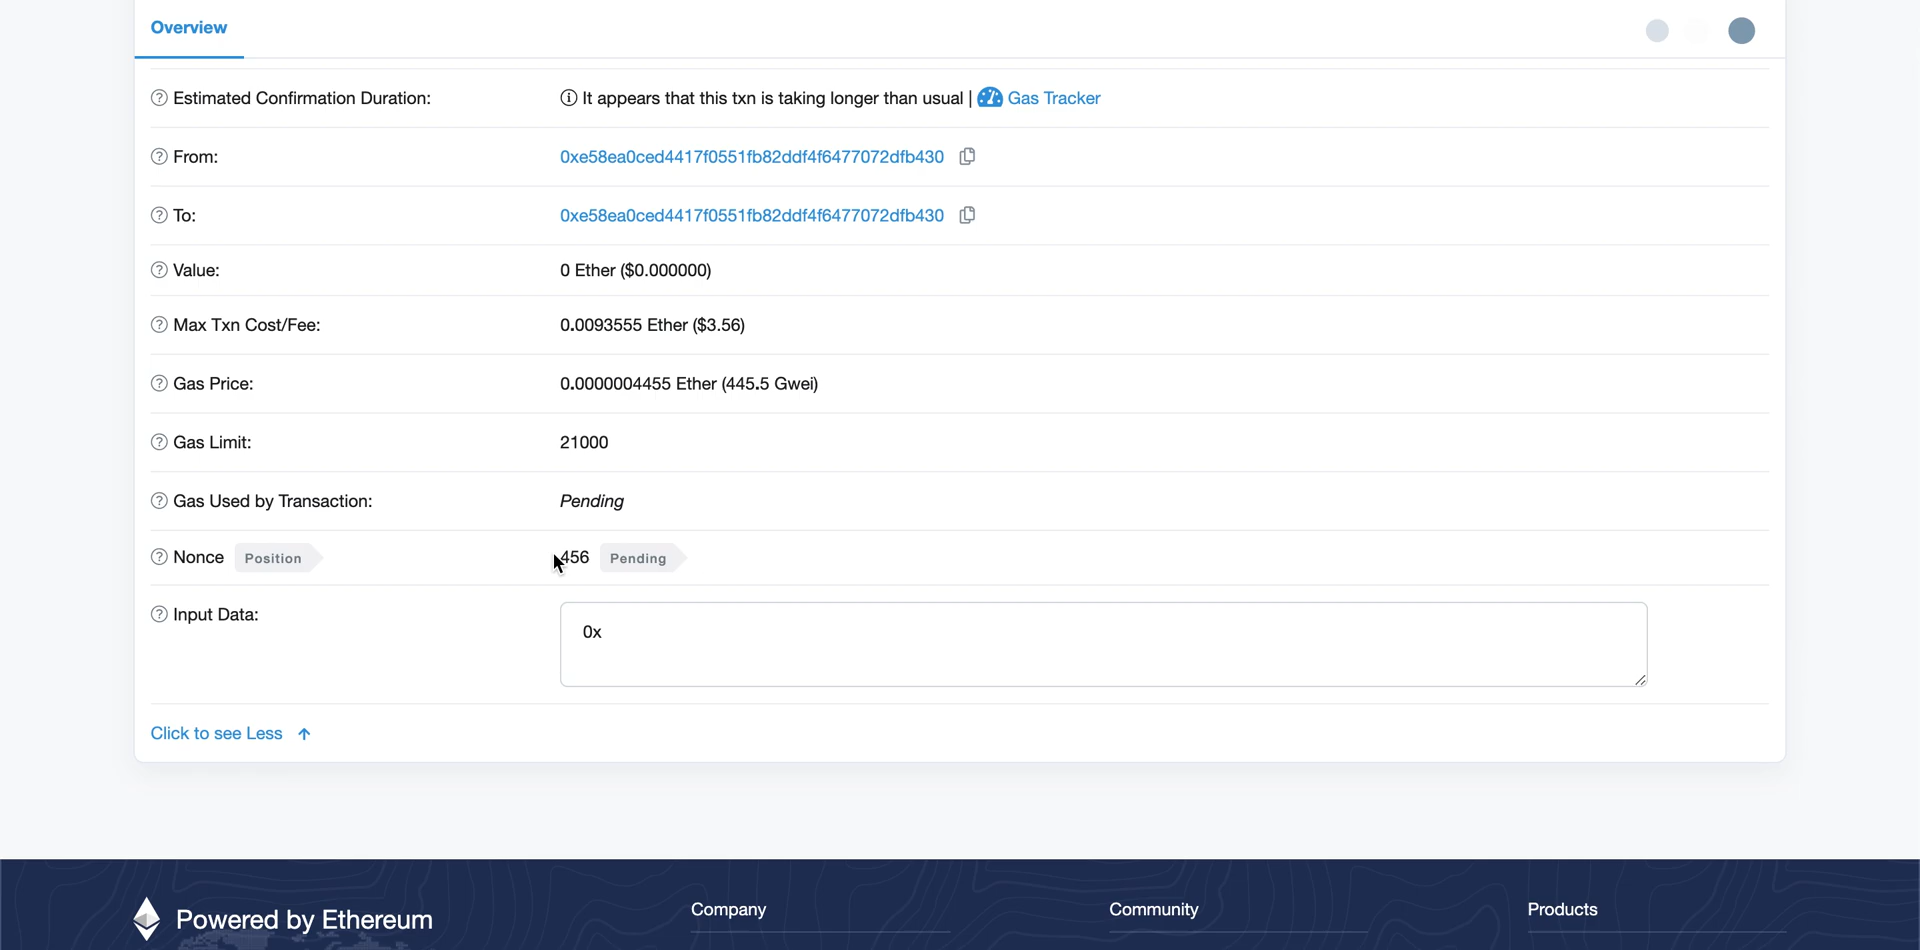 Overview
Estimated Confirmation Duration: It appears that this txn is taking longer than usual | Gas Tracker
From: 0xe58ea0ced4417f0551fb82ddf4f6477072dfb430
To: 0xe58ea0ced4417f0551fb82ddf4f6477072dfb430
Value: 0 Ether ($0.000000)
Max Txn Cost/Fee: 0.0093555 Ether ($3.56)
Gas Price: 0.0000004455 Ether (445.5 Gwei)
Gas Limit: 21000
Gas Used by Transaction: Pending
Nonce Position 456 Pending
Input Data: 0x
Click to see Less
Powered by Ethereum Company Community Products